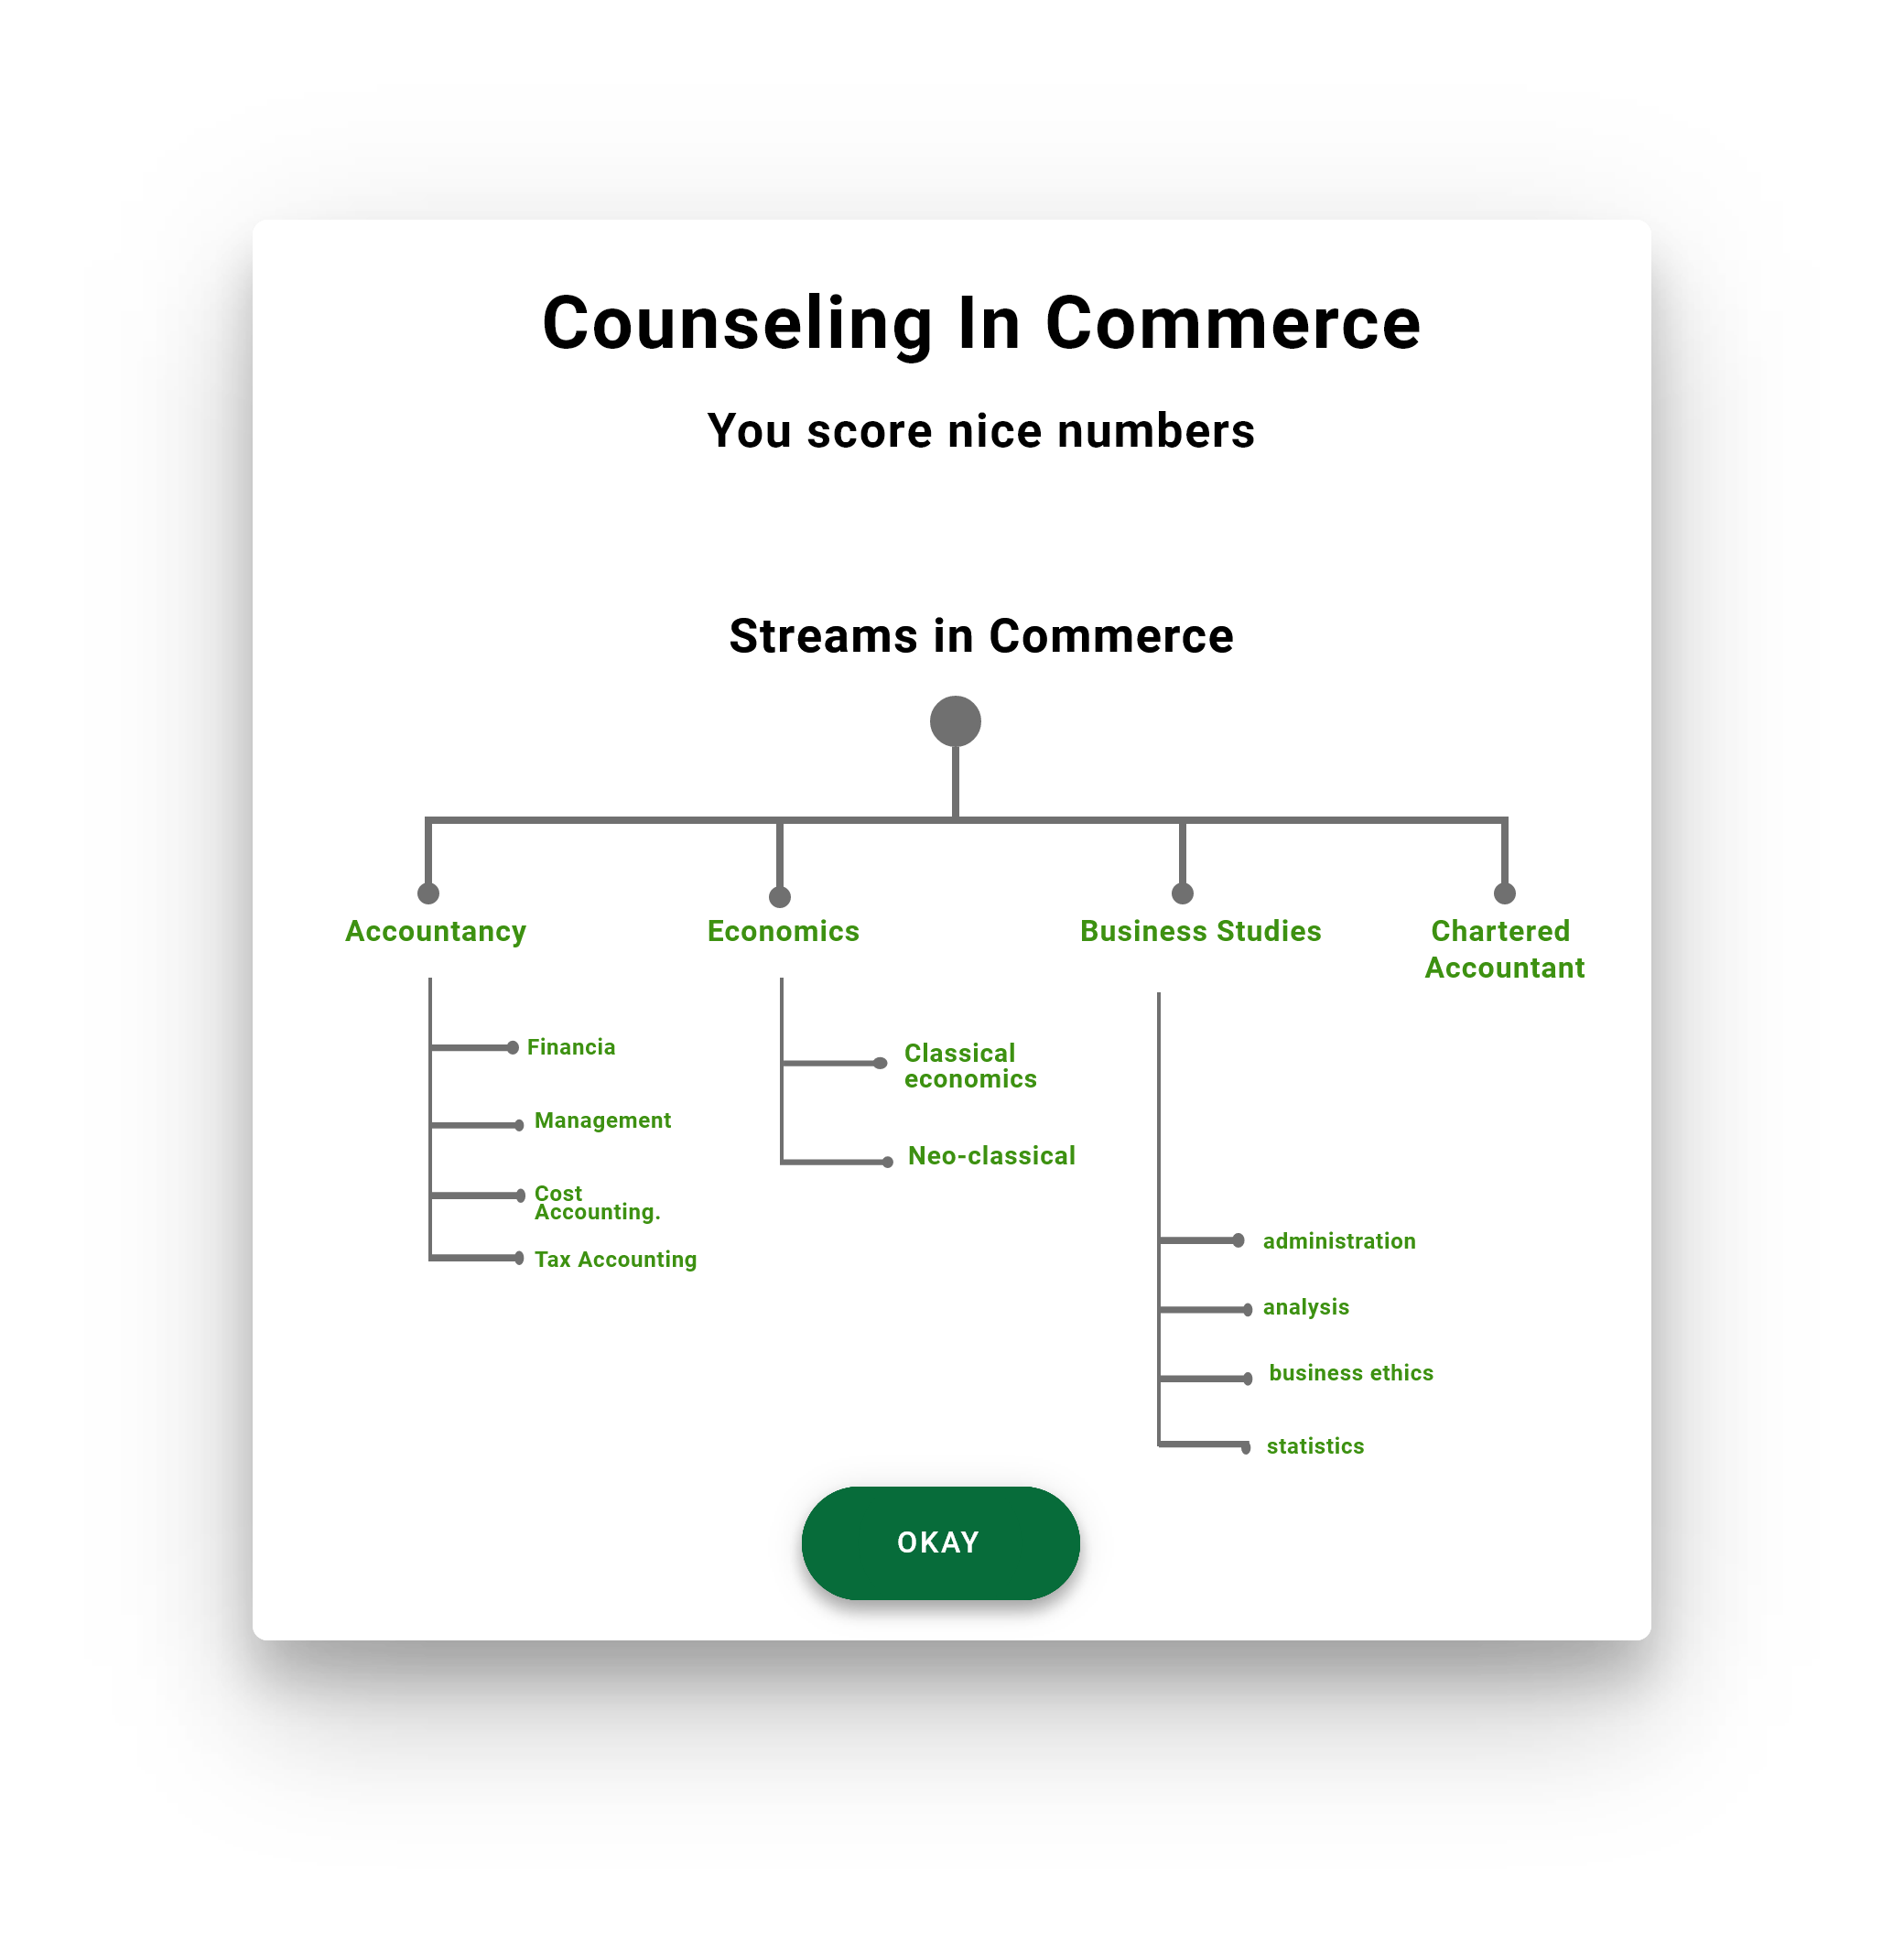 Counseling In Commerce
You score nice numbers
Streams in Commerce
Accountancy
Economics
Business Studies
Chartered
Accountant
Financia
Management
Cost
Accounting.
Tax Accounting
Classical
economics
Neo-classical
administration
analysis
business ethics
statistics
OKAY